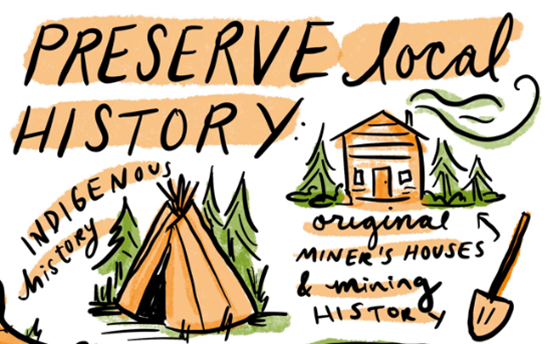 PRESERVE local
HISTORY:
INDIGENOUS
history
original
MINER'S HOUSES
& mining
HISTORY